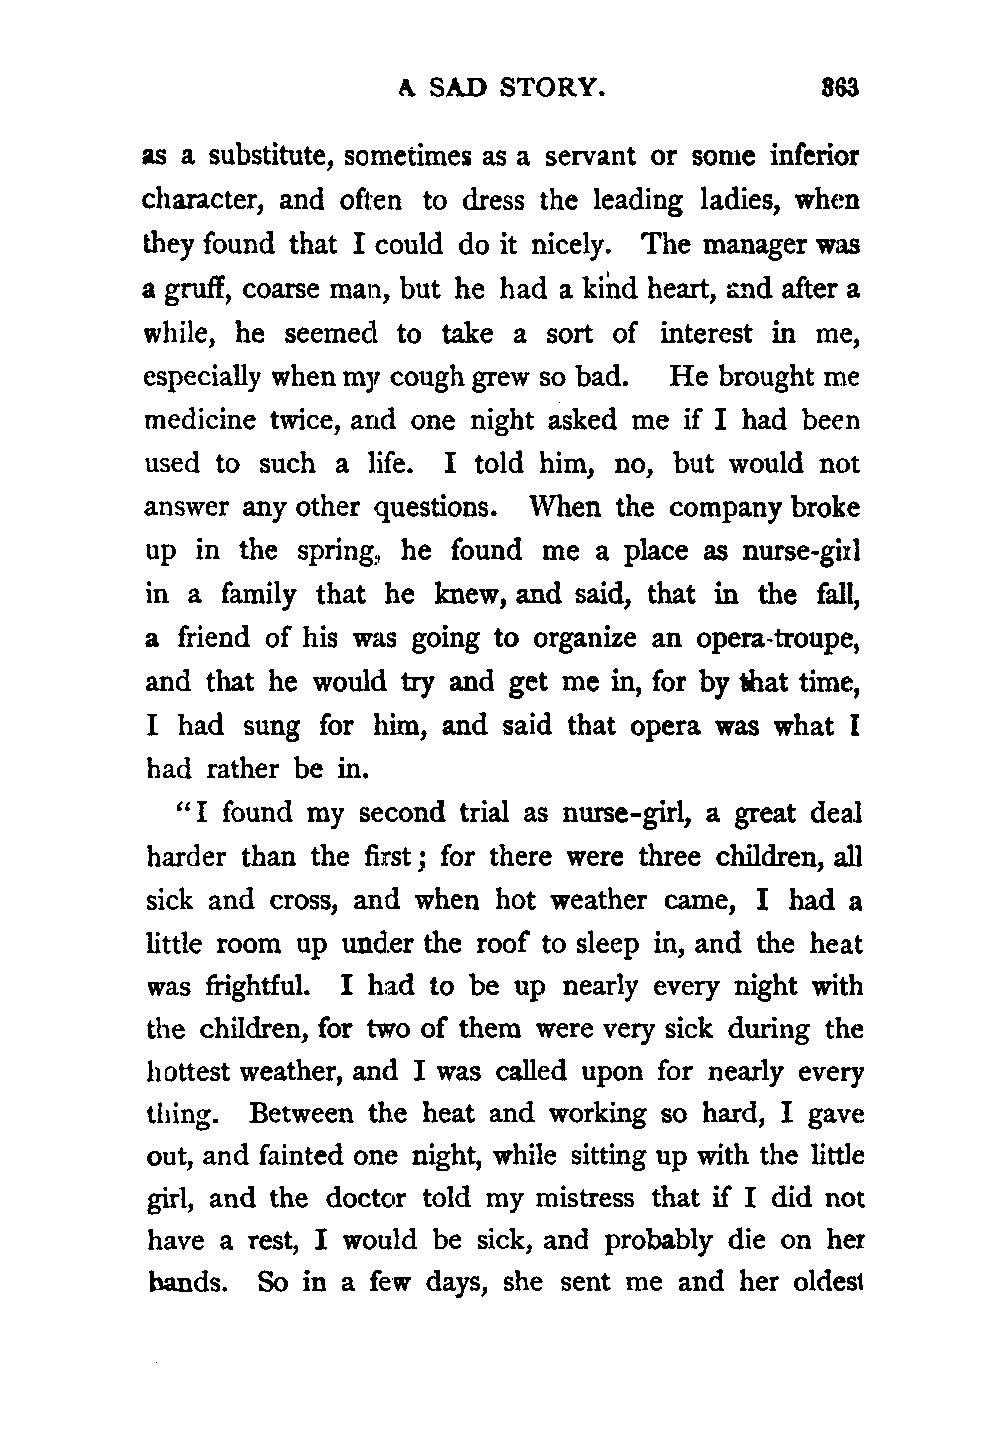 A SAD STORY. 363
as a substitute, sometimes as a servant or some inferior
character, and often to dress the leading ladies, when
they found that I could do it nicely. The manager was
a gruff, coarse man, but he had a kind heart, and after a
while, he seemed to take a sort of interest in me,
especially when my cough grew so bad. He brought me
medicine twice, and one night asked me if I had been
used to such a life. I told him, no, but would not
answer any other questions. When the company broke
up in the spring, he found me a place as nurse-girl
in a family that he knew, and said, that in the fall,
a friend of his was going to organize an opera-troupe,
and that he would try and get me in, for by that time,
I had sung for him, and said that opera was what I
had rather be in.
"I found my second trial as nurse-girl, a great deal
harder than the first; for there were three children, all
sick and cross, and when hot weather came, I had a
little room up under the roof to sleep in, and the heat
was frightful. I had to be up nearly every night with
the children, for two of them were very sick during the
hottest weather, and I was called upon for nearly every
thing. Between the heat and working so hard, I gave
out, and fainted one night, while sitting up with the little
girl, and the doctor told my mistress that if I did not
have a rest, I would be sick, and probably die on her
hands. So in a few days, she sent me and her oldest